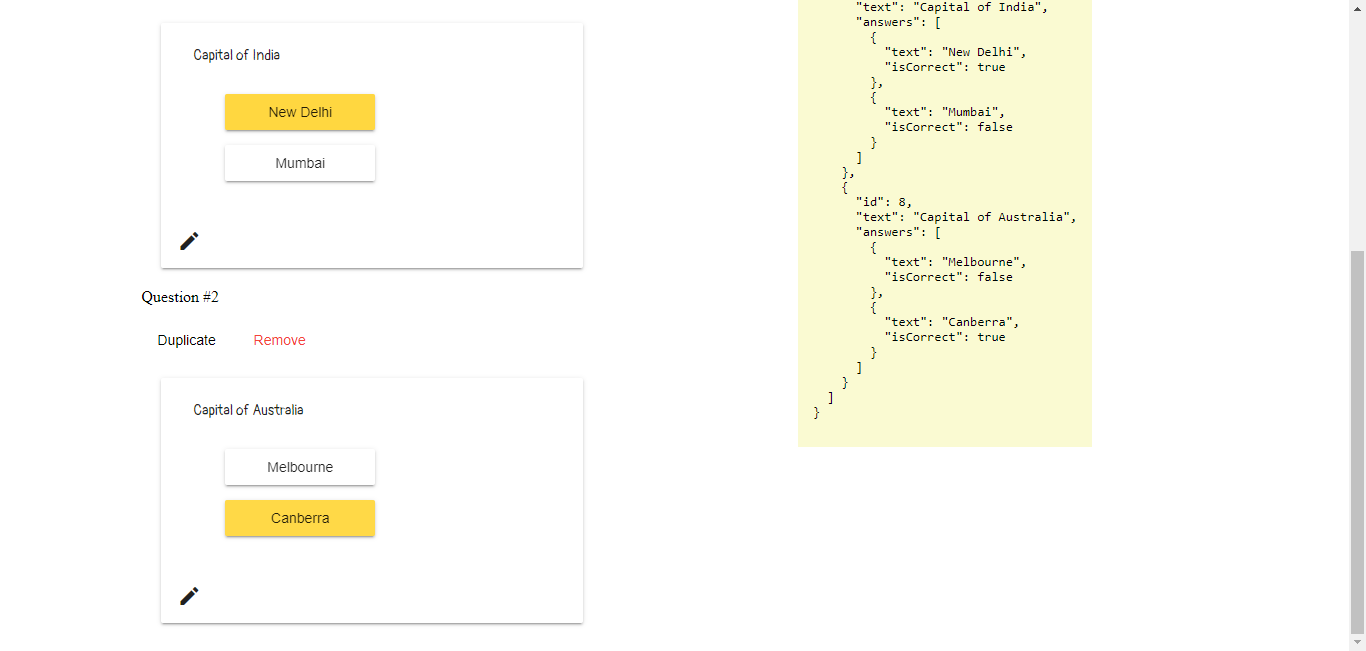 Capital of India
New Delhi
Mumbai
Question #2
Duplicate Remove
Capital of Australia
Melbourne
Canberra
"text": "Capital of India",
"answers": [
{
"text": "New Delhi",
"isCorrect": true
},
{
"text": "Mumbai",
"isCorrect": false
}
]
},
{
"id": 8,
"text": "Capital of Australia",
"answers": [
{
"text": "Melbourne",
"isCorrect": false
},
{
"text": "Canberra",
"isCorrect": true
}
]
}
]
}